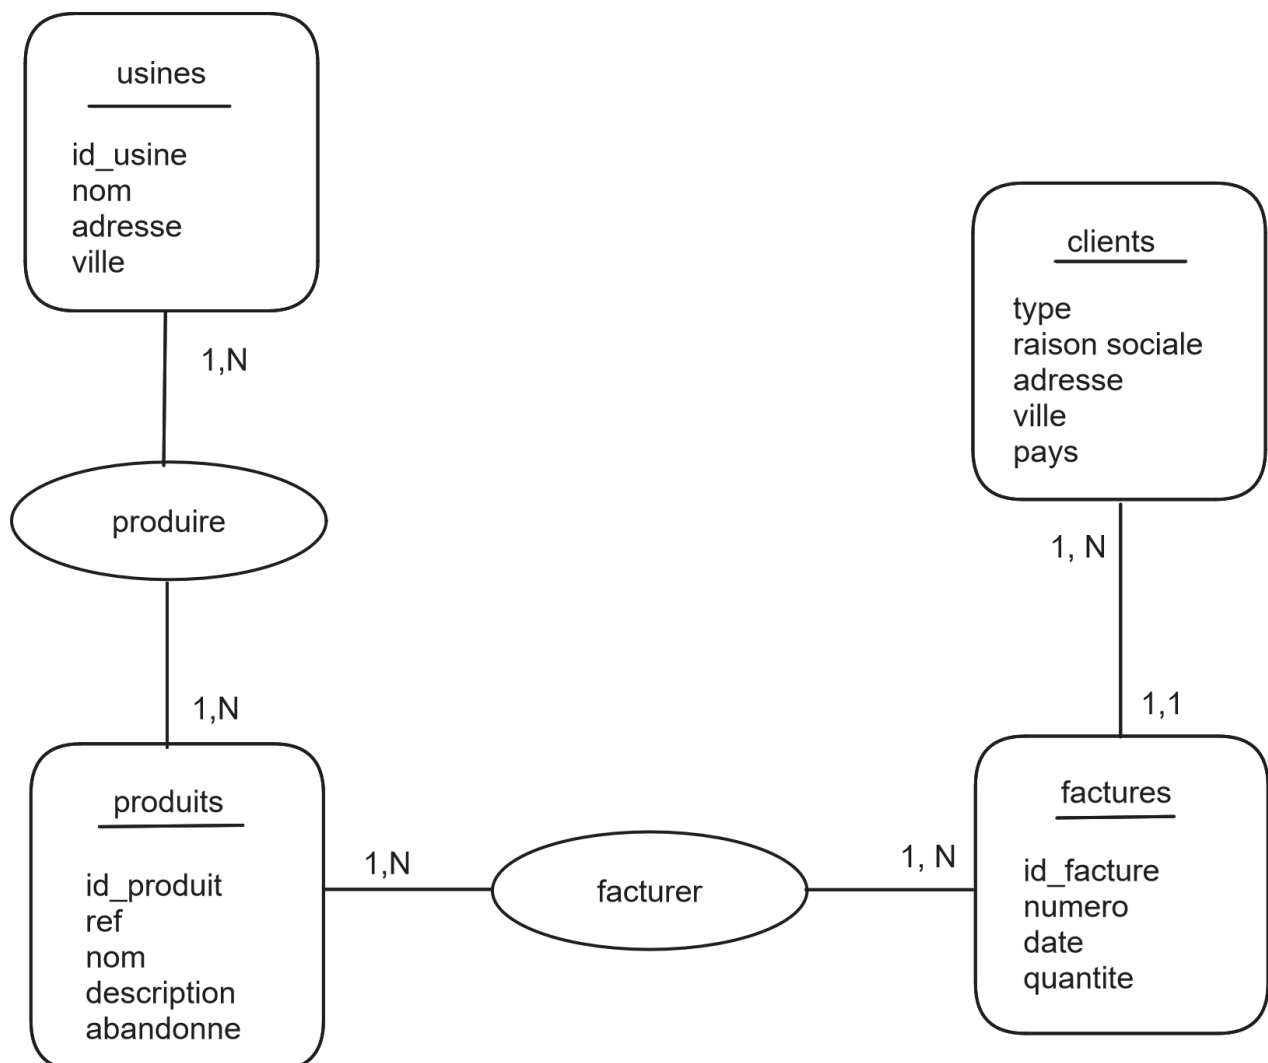 usines
id_usine
nom
adresse
ville
1,N
produire
1,N
produits
id_produit
ref
nom
description
abandonne
1,N
facturer
1, N
clients
type
raison sociale
adresse
ville
pays
1, N
1,1
factures
id_facture
numero
date
quantite